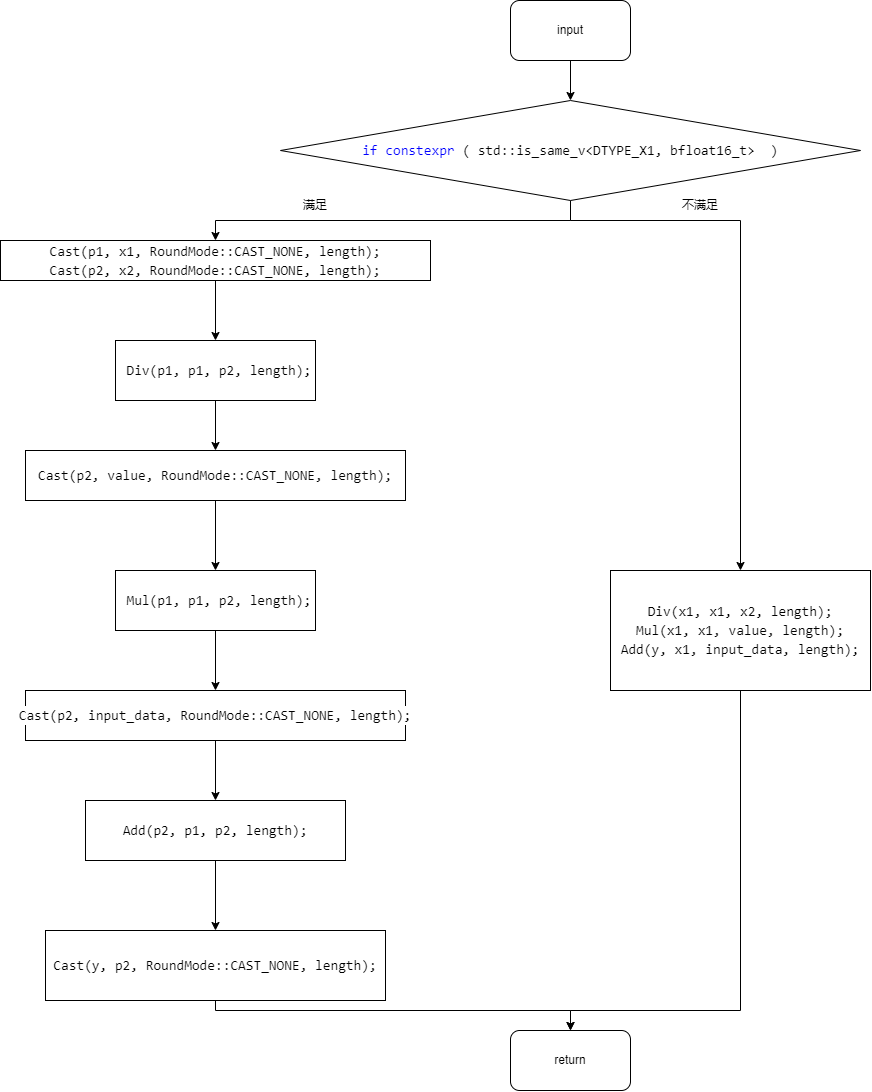 input
if constexpr ( std::is_same_v<DTYPE_X1, bfloat16_t>  )
满足
不满足
Cast(p1, x1, RoundMode::CAST_NONE, length);
Cast(p2, x2, RoundMode::CAST_NONE, length);
Div(p1, p1, p2, length);
Cast(p2, value, RoundMode::CAST_NONE, length);
Mul(p1, p1, p2, length);
Cast(p2, input_data, RoundMode::CAST_NONE, length);
Add(p2, p1, p2, length);
Cast(y, p2, RoundMode::CAST_NONE, length);
Div(x1, x1, x2, length);
Mul(x1, x1, value, length);
Add(y, x1, input_data, length);
return